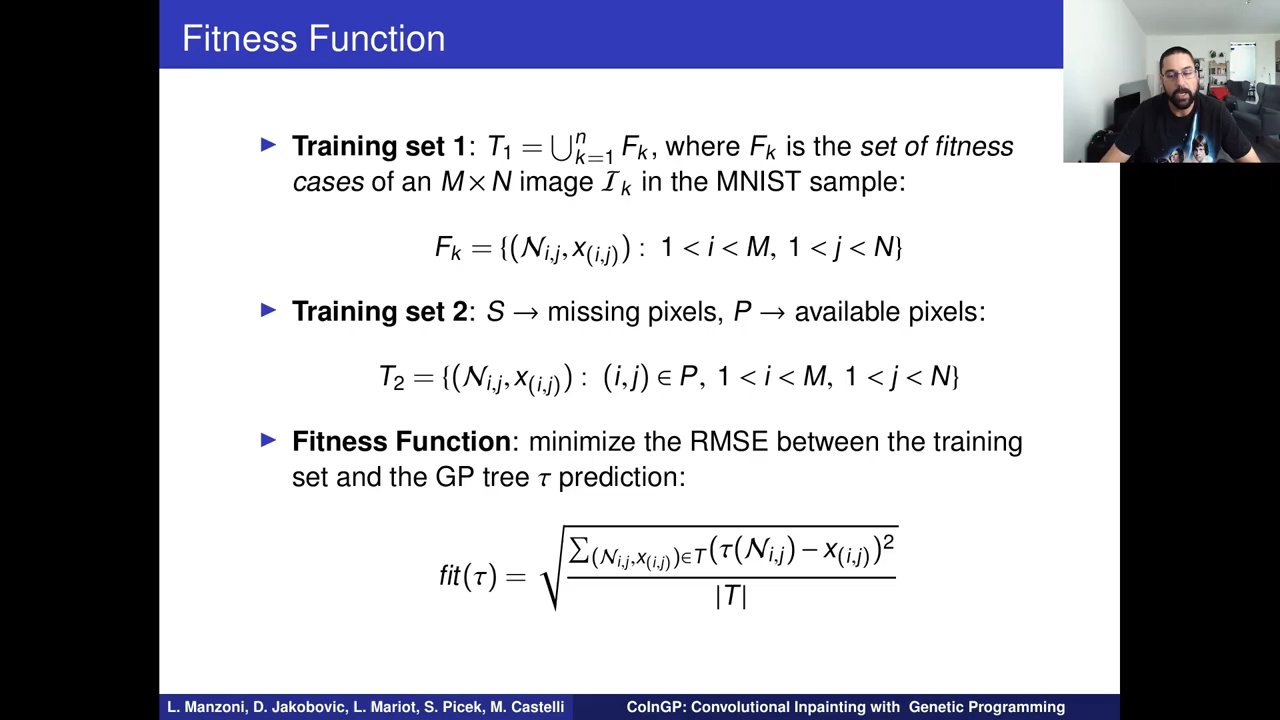 Fitness Function
▶ Training set 1: T₁ = ⋃ⁿₖ₌₁ Fₖ, where Fₖ is the set of fitness
cases of an M×N image ℐₖ in the MNIST sample:
Fₖ = {(𝒩i,j, x(i,j)) : 1 < i < M, 1 < j < N}
▶ Training set 2: S → missing pixels, P → available pixels:
T₂ = {(𝒩i,j, x(i,j)) : (i,j) ∈ P, 1 < i < M, 1 < j < N}
▶ Fitness Function: minimize the RMSE between the training
set and the GP tree τ prediction:
fit(τ) = √(∑(𝒩i,j,x(i,j))∈T (τ(𝒩i,j) − x(i,j))² / |T|)
L. Manzoni, D. Jakobovic, L. Mariot, S. Picek, M. Castelli
CoInGP: Convolutional Inpainting with Genetic Programming